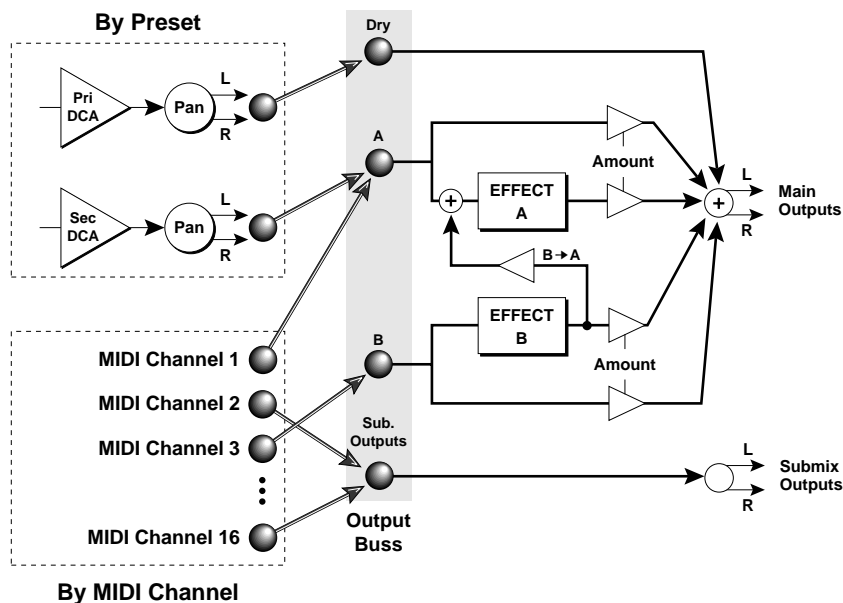 By Preset
Dry
Pri
DCA
Pan
L
R
A
Amount
EFFECT
A
+
+
L
R
Main
Outputs
Sec
DCA
Pan
L
R
B→A
EFFECT
B
Amount
MIDI Channel 1
B
MIDI Channel 2
MIDI Channel 3
Sub.
Outputs
L
R
Submix
Outputs
MIDI Channel 16
Output
Buss
By MIDI Channel